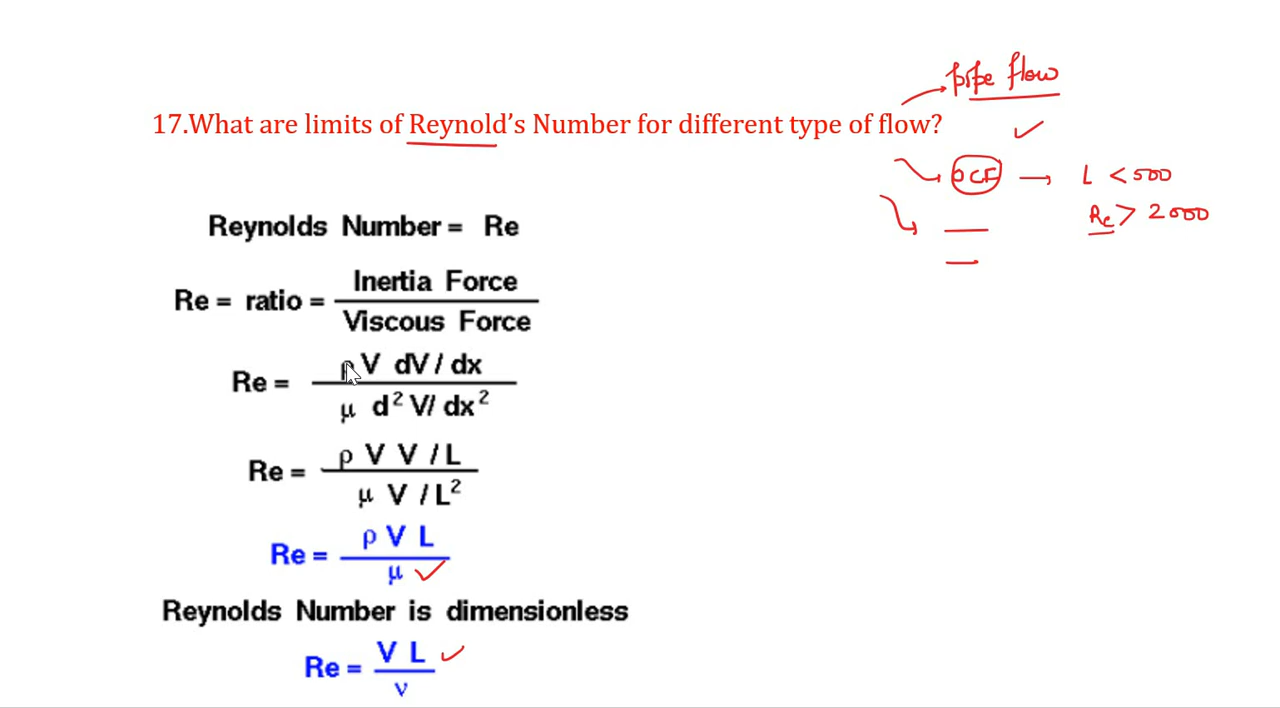 pipe flow
17.What are limits of Reynold's Number for different type of flow?
OCF → L < 500
Re > 2000
Reynolds Number = Re
Re = ratio = Inertia Force
Viscous Force
Re = ρ V dV / dx
μ d² V/ dx²
Re = ρ V V / L
μ V / L²
Re = ρ V L
μ
Reynolds Number is dimensionless
Re = V L
ν